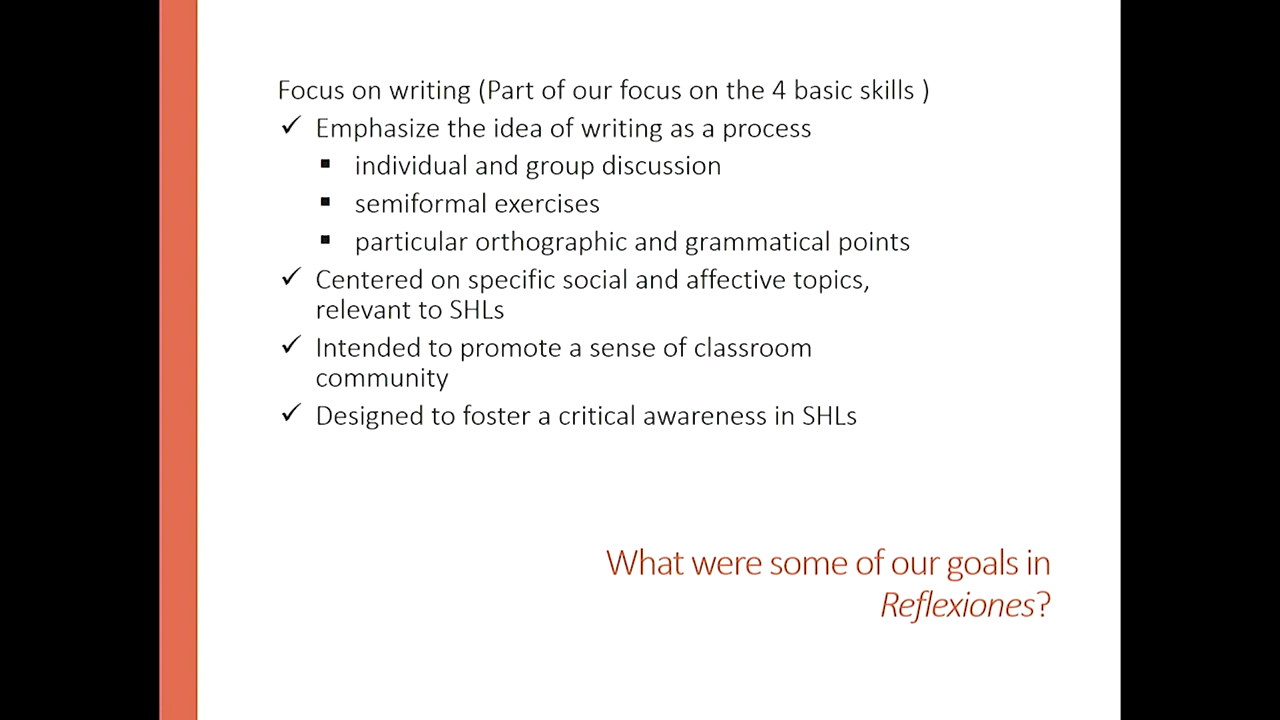 Focus on writing (Part of our focus on the 4 basic skills )
✓ Emphasize the idea of writing as a process
▪ individual and group discussion
▪ semiformal exercises
▪ particular orthographic and grammatical points
✓ Centered on specific social and affective topics,
relevant to SHLs
✓ Intended to promote a sense of classroom
community
✓ Designed to foster a critical awareness in SHLs
What were some of our goals in
Reflexiones?